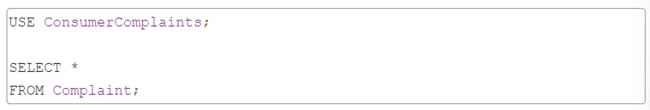 USE ConsumerComplaints;
SELECT *
FROM Complaint;